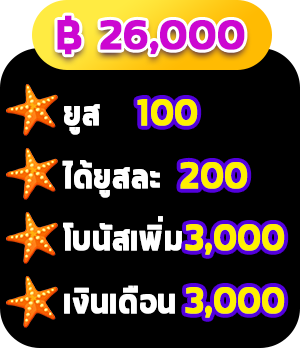 ฿ 26,000
ยูส 100
ได้ยูสละ 200
โบนัสเพิ่ม 3,000
เงินเดือน 3,000